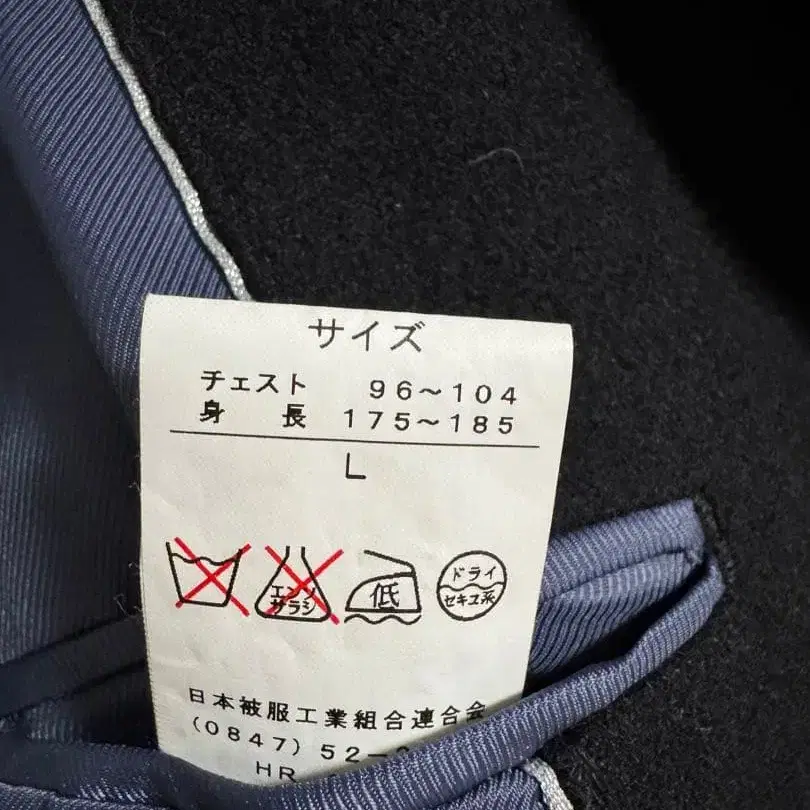 サイズ
チェスト 96～104
身長 175～185
L
エンソ
サラシ
低
ドライ
セキユ系
日本被服工業組合連合会
(0847) 52-
HR